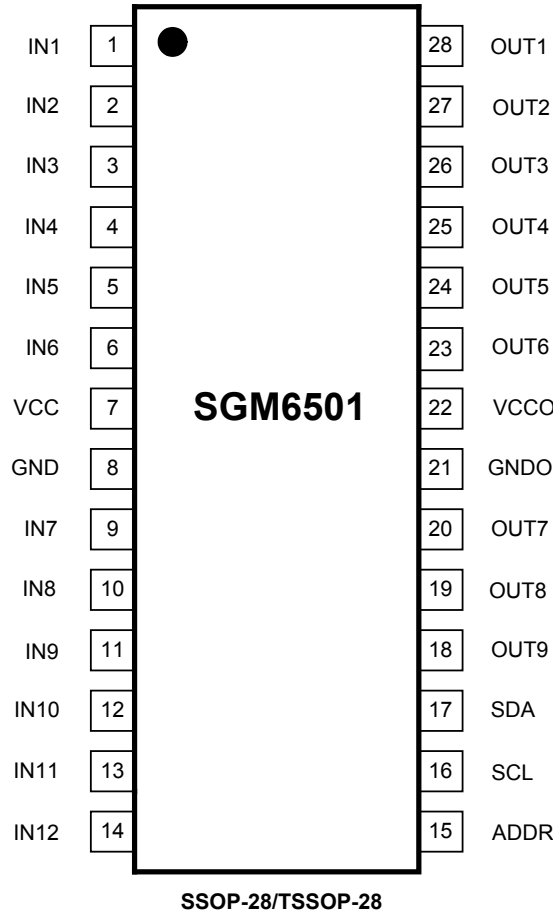 IN1 1 28 OUT1
IN2 2 27 OUT2
IN3 3 26 OUT3
IN4 4 25 OUT4
IN5 5 24 OUT5
IN6 6 23 OUT6
VCC 7 SGM6501 22 VCCO
GND 8 21 GNDO
IN7 9 20 OUT7
IN8 10 19 OUT8
IN9 11 18 OUT9
IN10 12 17 SDA
IN11 13 16 SCL
IN12 14 15 ADDR
SSOP-28/TSSOP-28